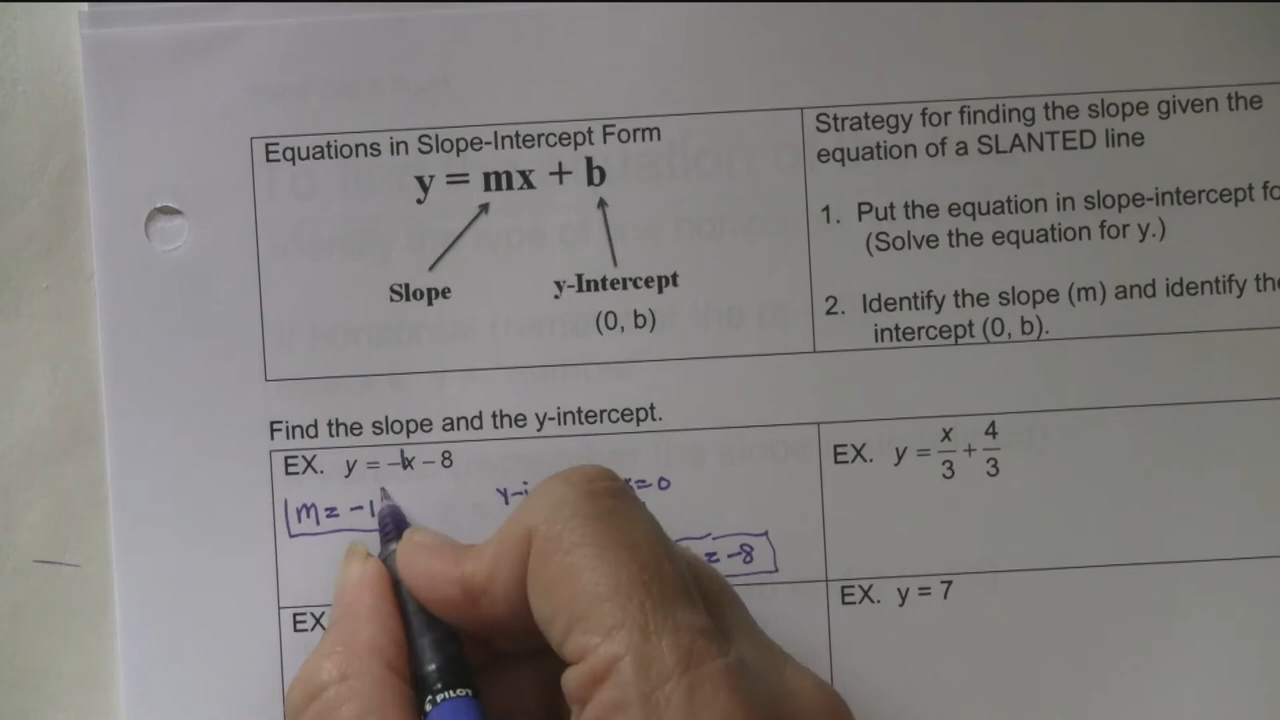 Equations in Slope-Intercept Form
y = mx + b
Slope
y-Intercept
(0, b)
Strategy for finding the slope given the
equation of a SLANTED line
1. Put the equation in slope-intercept fo
(Solve the equation for y.)
2. Identify the slope (m) and identify the
intercept (0, b).
Find the slope and the y-intercept.
EX. y = -1x - 8
m = -1
y-i
x=0
= -8
EX. y = x/3 + 4/3
EX
EX. y = 7
PILOT